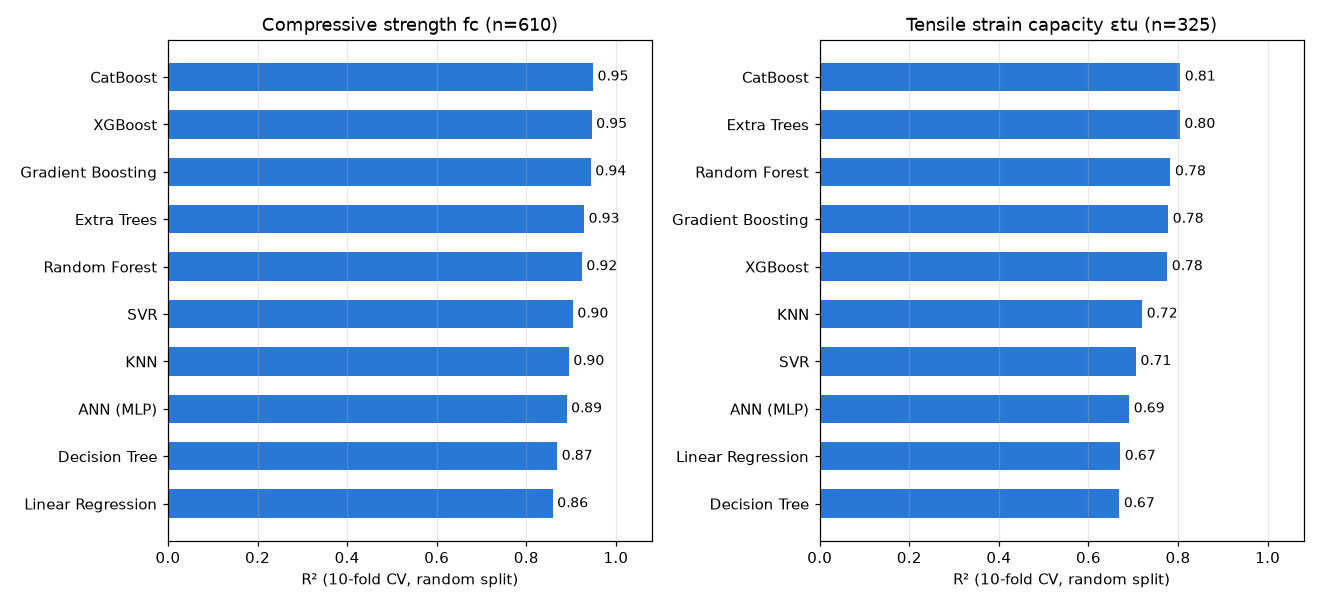 Compressive strength fc (n=610)
CatBoost 0.95
XGBoost 0.95
Gradient Boosting 0.94
Extra Trees 0.93
Random Forest 0.92
SVR 0.90
KNN 0.90
ANN (MLP) 0.89
Decision Tree 0.87
Linear Regression 0.86
0.0 0.2 0.4 0.6 0.8 1.0
R² (10-fold CV, random split)
Tensile strain capacity εtu (n=325)
CatBoost 0.81
Extra Trees 0.80
Random Forest 0.78
Gradient Boosting 0.78
XGBoost 0.78
KNN 0.72
SVR 0.71
ANN (MLP) 0.69
Linear Regression 0.67
Decision Tree 0.67
0.0 0.2 0.4 0.6 0.8 1.0
R² (10-fold CV, random split)